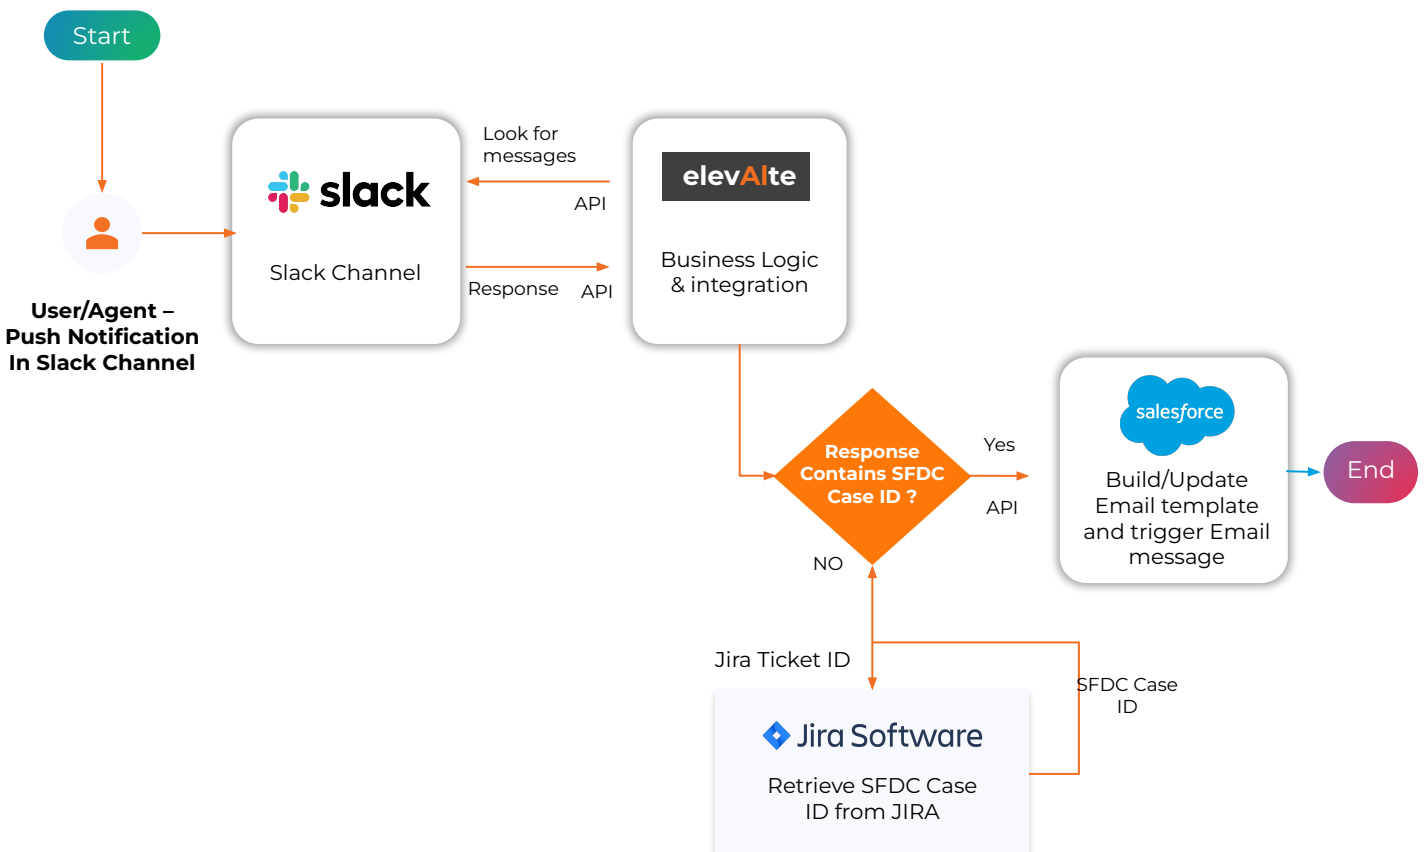 Start
User/Agent –
Push Notification
In Slack Channel
slack
Slack Channel
Look for
messages
API
Response
API
elevAIte
Business Logic
& integration
Response
Contains SFDC
Case ID ?
Yes
API
NO
salesforce
Build/Update
Email template
and trigger Email
message
End
Jira Ticket ID
SFDC Case
ID
Jira Software
Retrieve SFDC Case
ID from JIRA